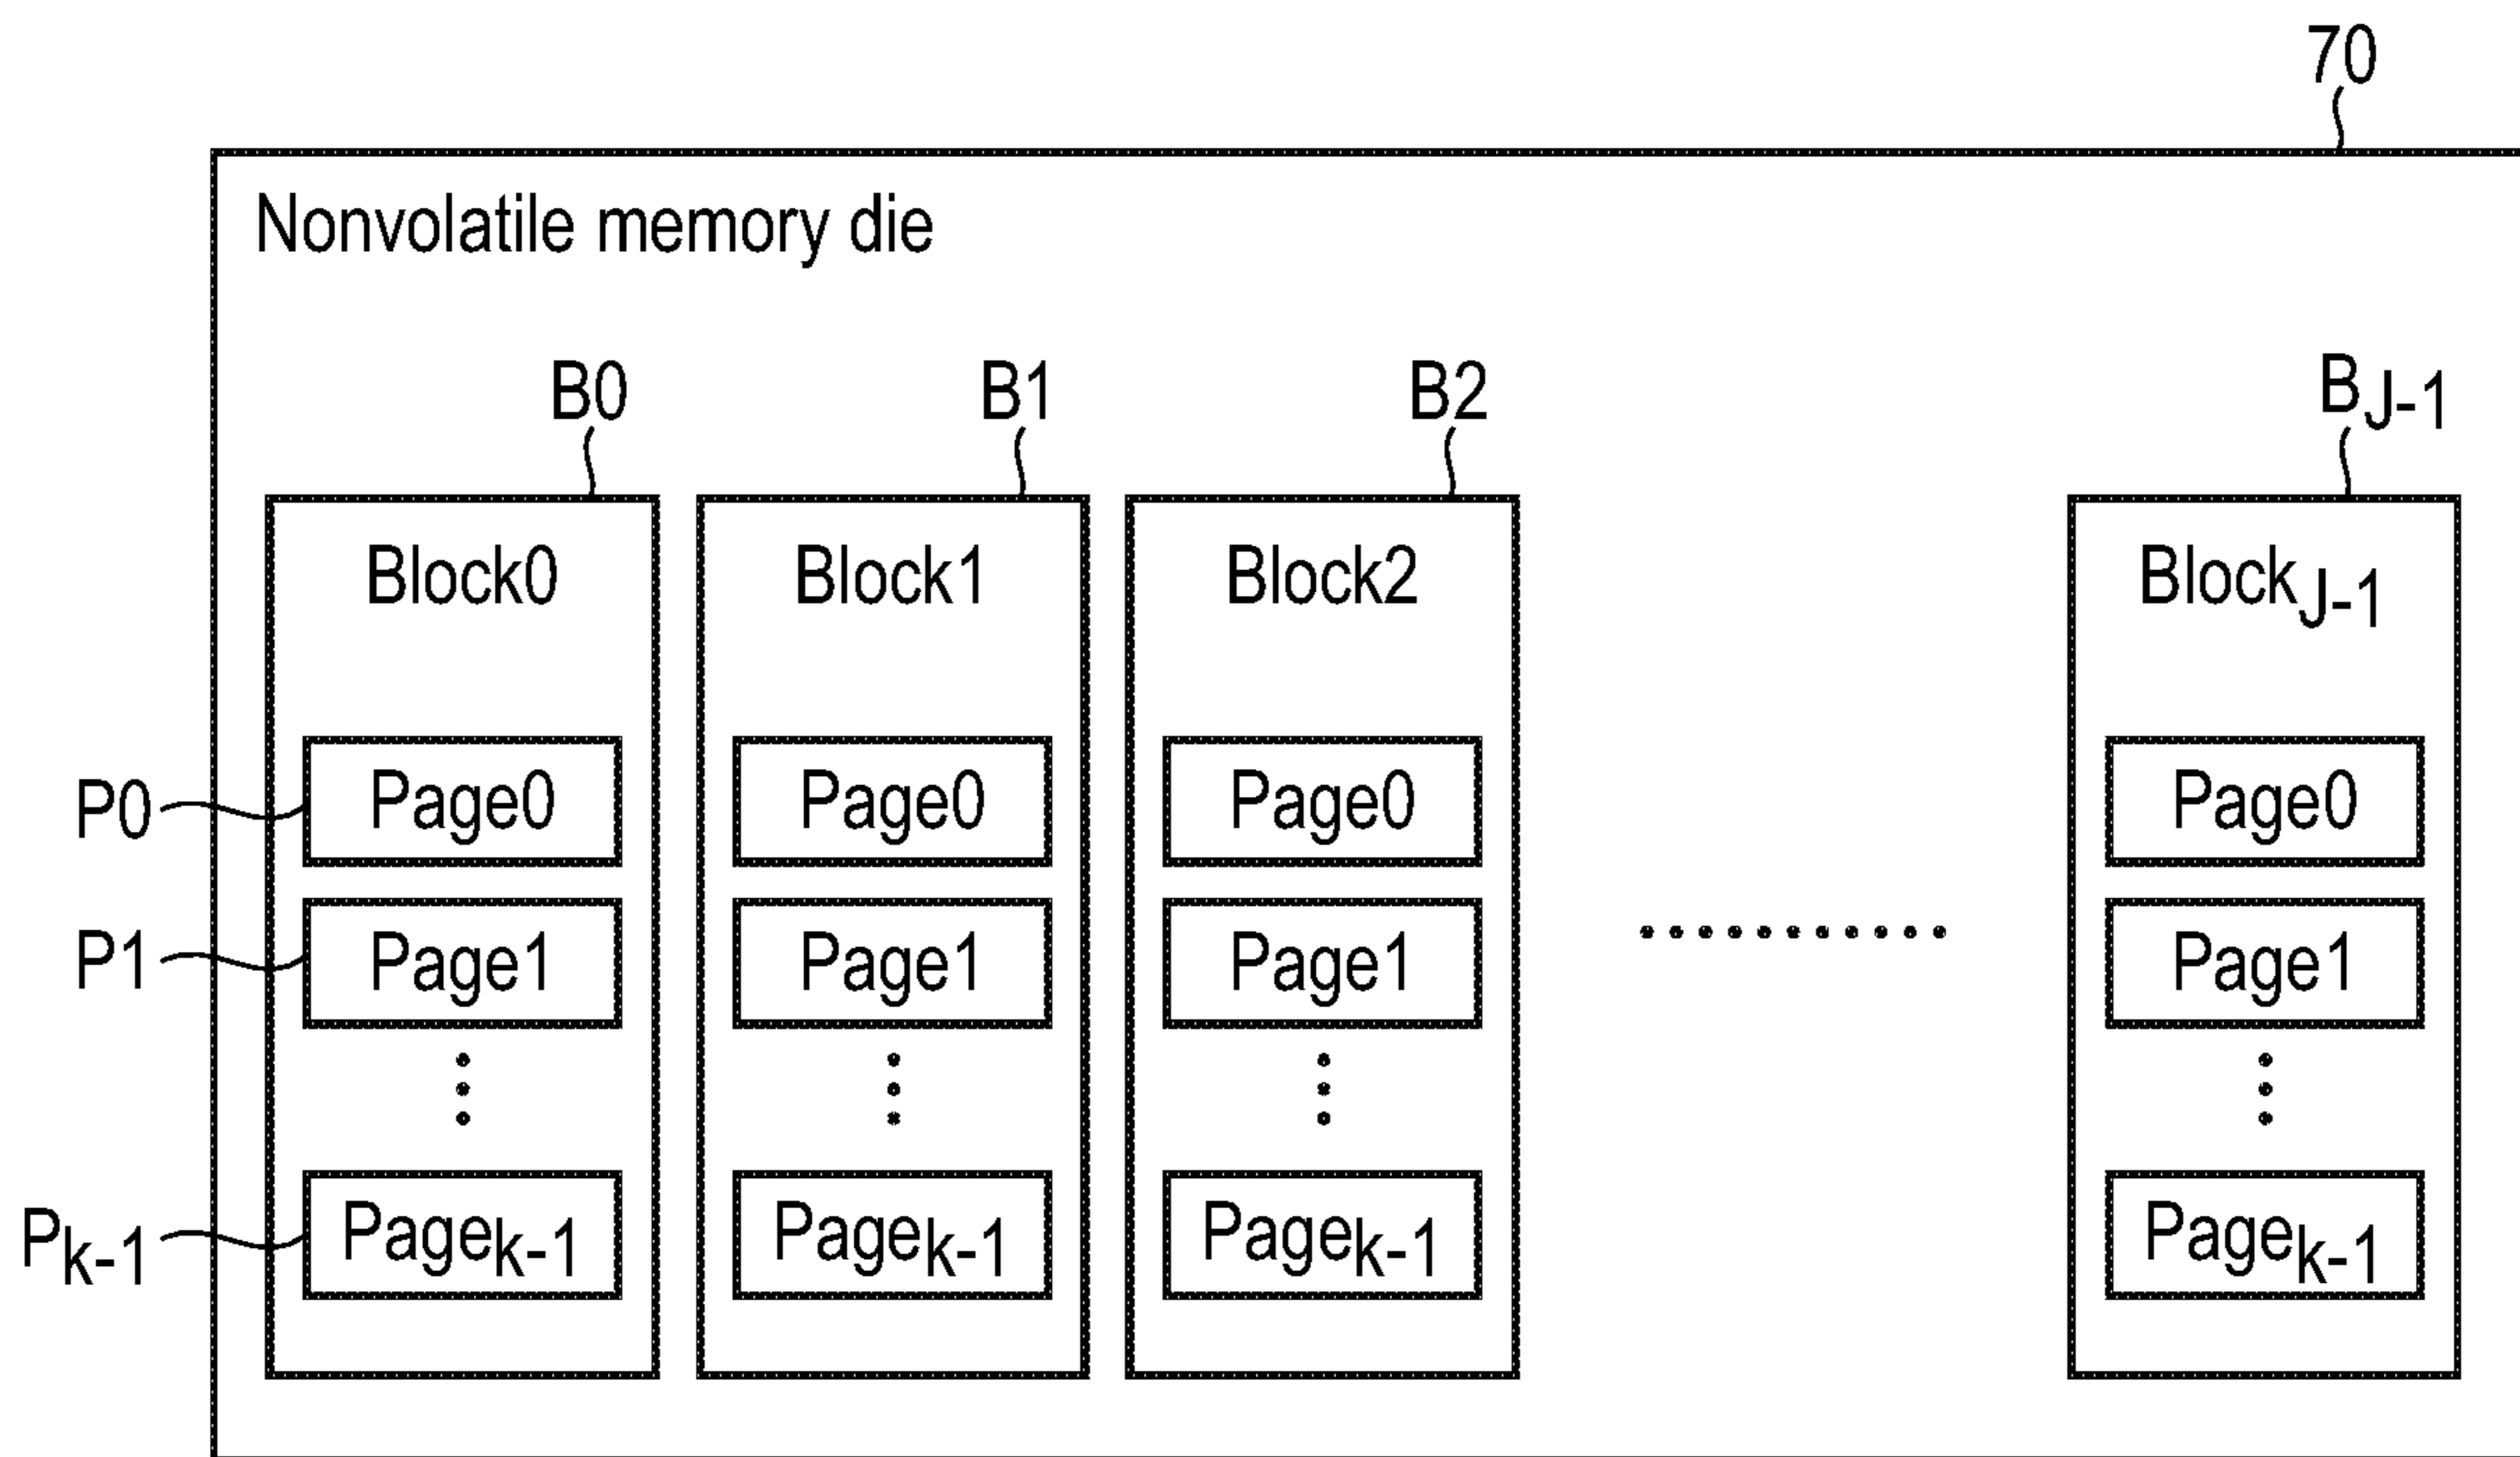 70
Nonvolatile memory die
B0 B1 B2 BJ-1
Block0 Block1 Block2 BlockJ-1
P0 Page0 Page0 Page0 Page0
P1 Page1 Page1 Page1 Page1
Pk-1 Pagek-1 Pagek-1 Pagek-1 Pagek-1